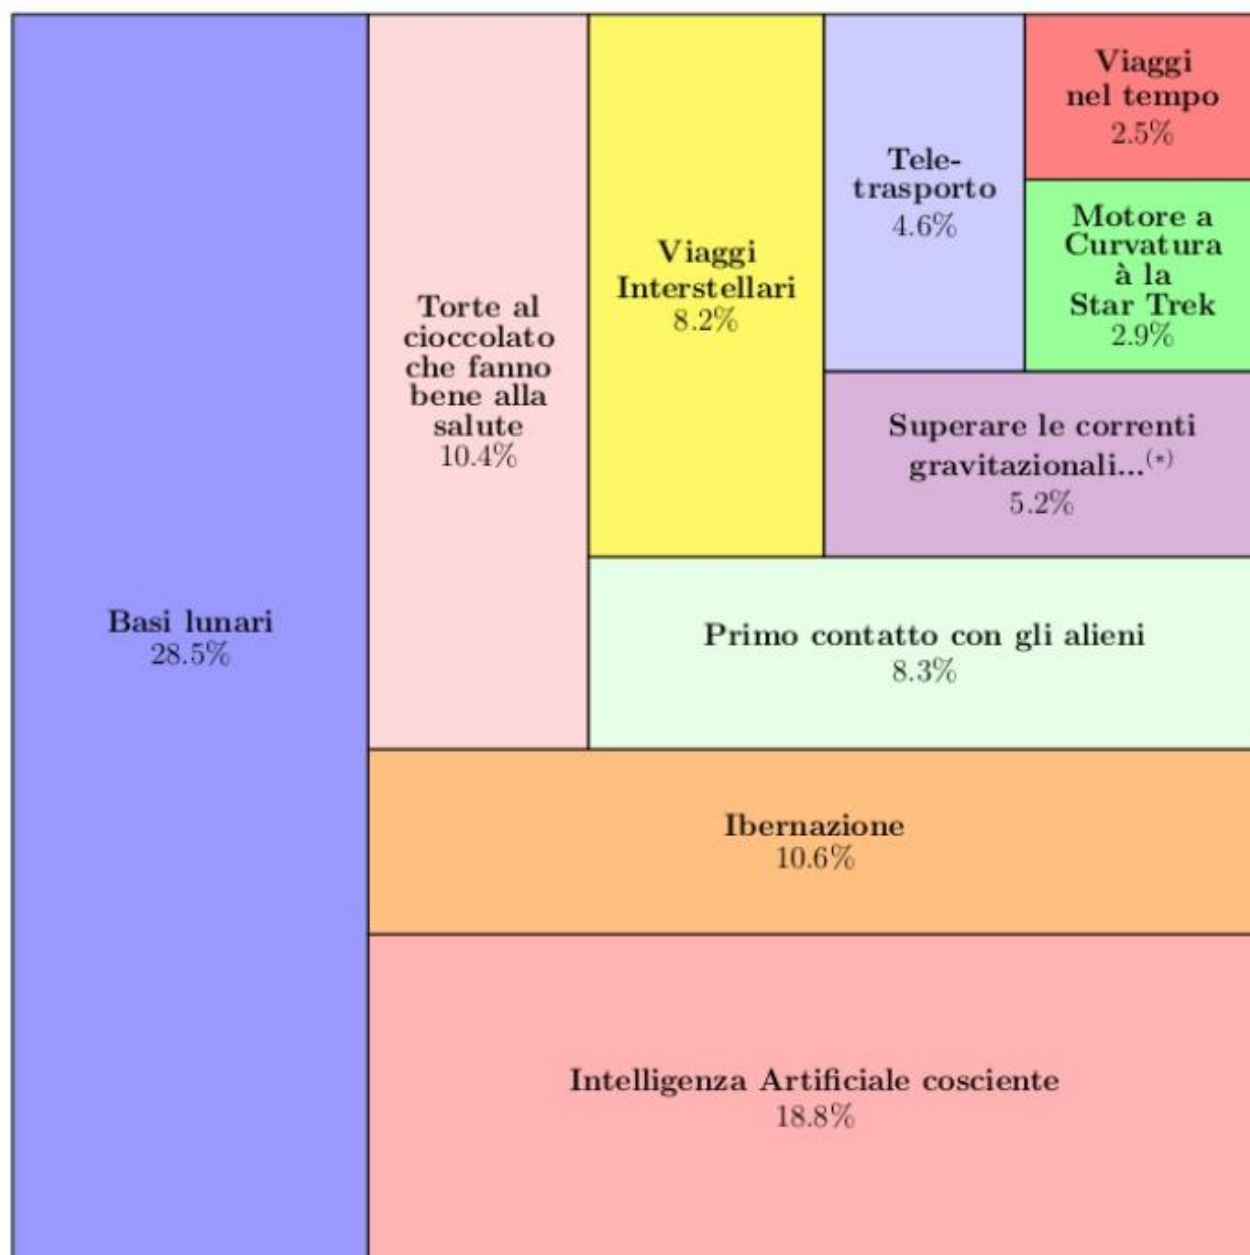 Basi lunari
28.5%
Torte al
cioccolato
che fanno
bene alla
salute
10.4%
Viaggi
Interstellari
8.2%
Tele-
trasporto
4.6%
Viaggi
nel tempo
2.5%
Motore a
Curvatura
à la
Star Trek
2.9%
Superare le correnti
gravitazionali...(*)
5.2%
Primo contatto con gli alieni
8.3%
Ibernazione
10.6%
Intelligenza Artificiale cosciente
18.8%